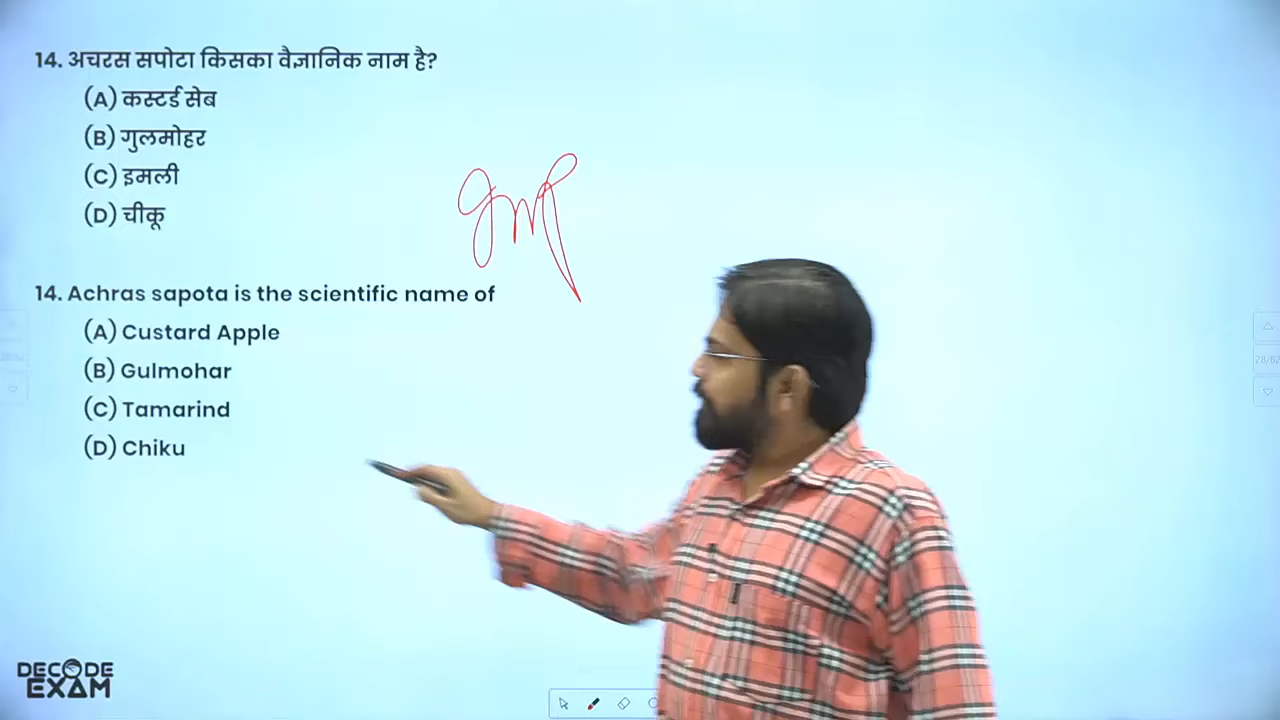 14. अचरस सपोटा किसका वैज्ञानिक नाम है?
(A) कस्टर्ड सेब
(B) गुलमोहर
(C) इमली
(D) चीकू
14. Achras sapota is the scientific name of
(A) Custard Apple
(B) Gulmohar
(C) Tamarind
(D) Chiku
DECODE
EXAM